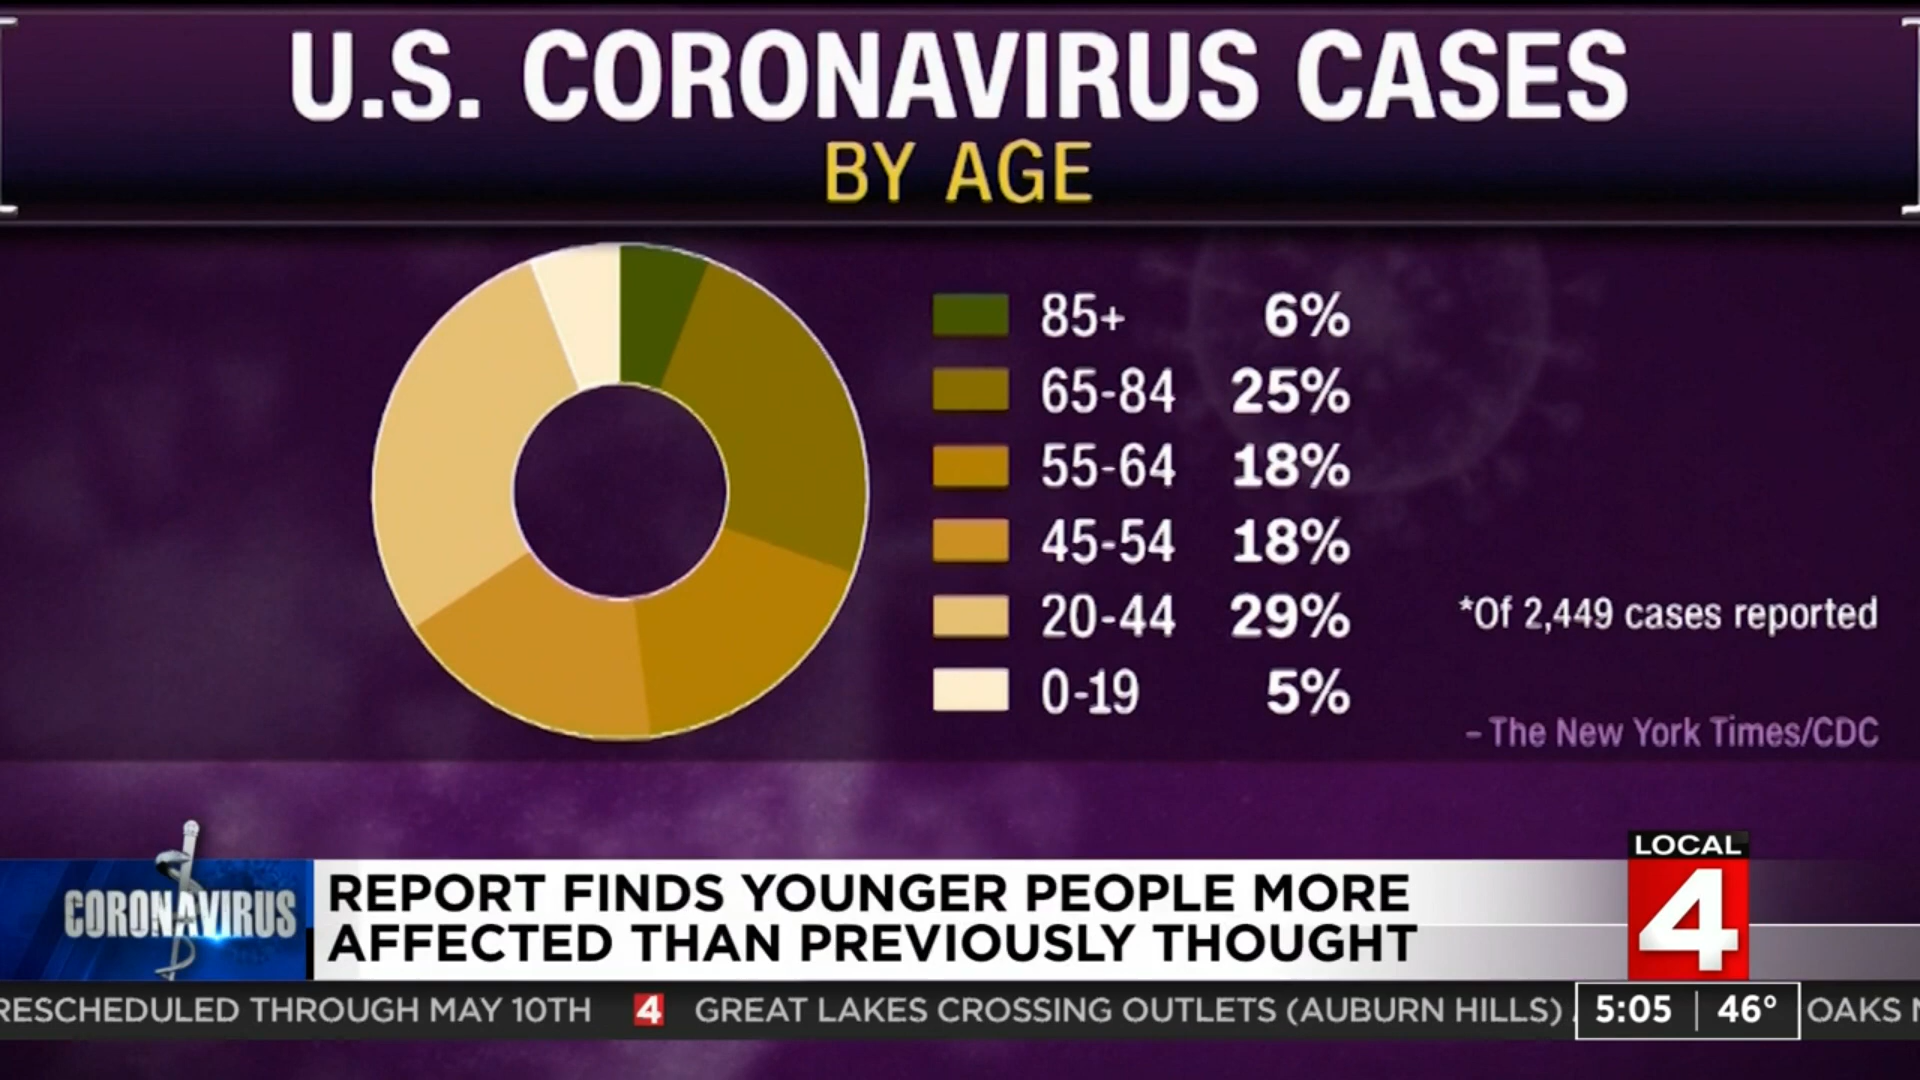 U.S. CORONAVIRUS CASES
BY AGE
85+ 6%
65-84 25%
55-64 18%
45-54 18%
20-44 29%
0-19 5%
*Of 2,449 cases reported
– The New York Times/CDC
CORONAVIRUS
REPORT FINDS YOUNGER PEOPLE MORE
AFFECTED THAN PREVIOUSLY THOUGHT
LOCAL
4
RESCHEDULED THROUGH MAY 10TH 4 GREAT LAKES CROSSING OUTLETS (AUBURN HILLS) 5:05 46° OAKS